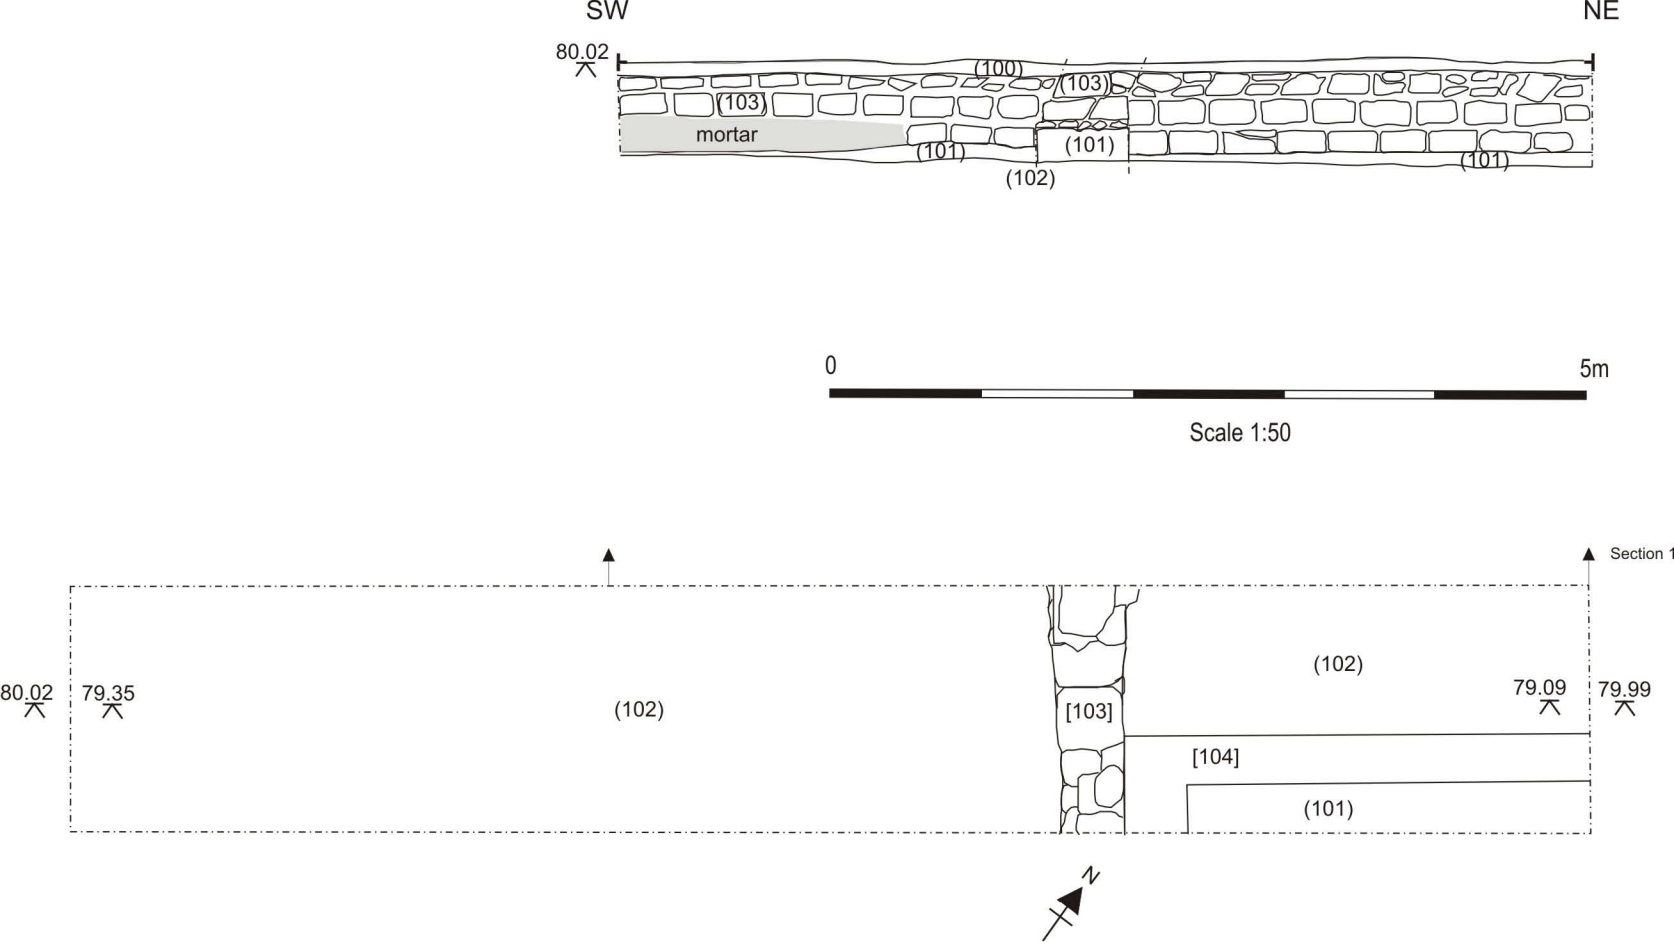 SW NE
80.02
(100)
(103)
(103)
mortar
(101)
(101)
(101)
(102)
0 5m
Scale 1:50
Section 1
(102)
80.02 79.35
79.09 79.99
(102)
[103]
[104]
(101)
N